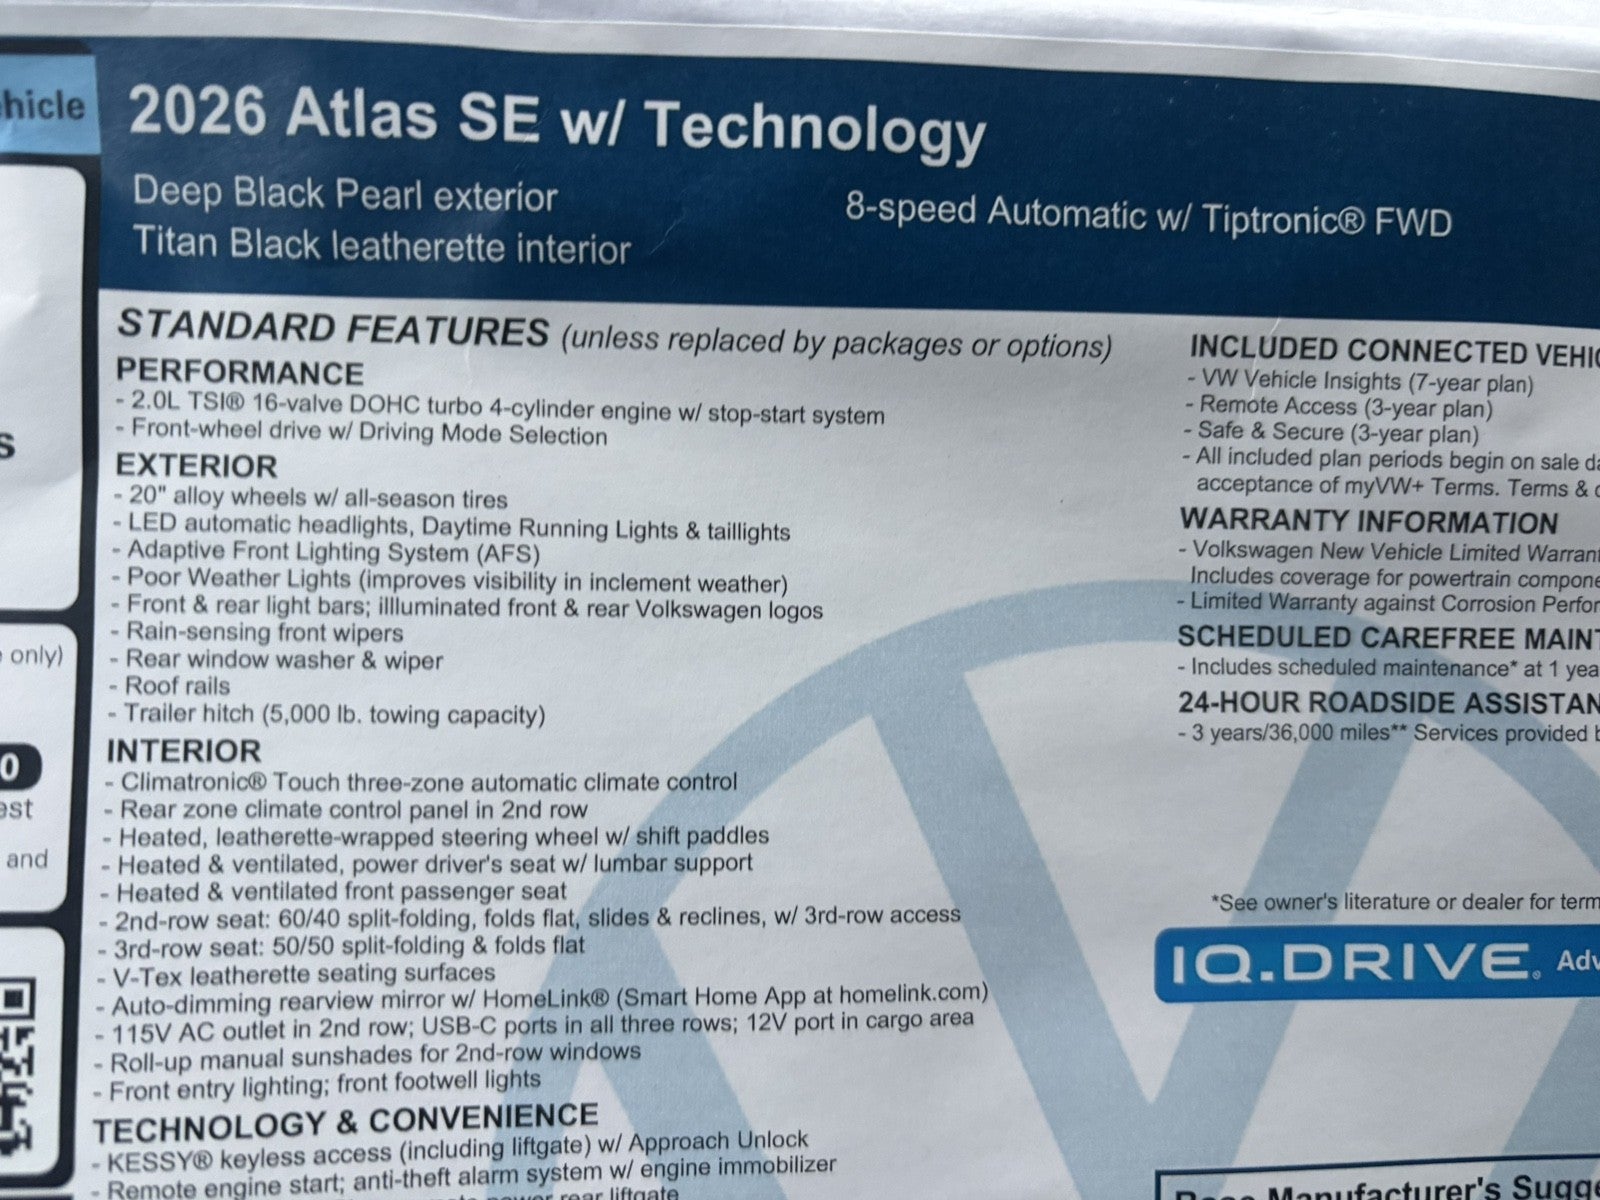 hicle
2026 Atlas SE w/ Technology
Deep Black Pearl exterior
Titan Black leatherette interior
8-speed Automatic w/ Tiptronic® FWD
STANDARD FEATURES (unless replaced by packages or options)
PERFORMANCE
- 2.0L TSI® 16-valve DOHC turbo 4-cylinder engine w/ stop-start system
- Front-wheel drive w/ Driving Mode Selection
EXTERIOR
- 20" alloy wheels w/ all-season tires
- LED automatic headlights, Daytime Running Lights & taillights
- Adaptive Front Lighting System (AFS)
- Poor Weather Lights (improves visibility in inclement weather)
- Front & rear light bars; illluminated front & rear Volkswagen logos
- Rain-sensing front wipers
- Rear window washer & wiper
- Roof rails
- Trailer hitch (5,000 lb. towing capacity)
INTERIOR
- Climatronic® Touch three-zone automatic climate control
- Rear zone climate control panel in 2nd row
- Heated, leatherette-wrapped steering wheel w/ shift paddles
- Heated & ventilated, power driver's seat w/ lumbar support
- Heated & ventilated front passenger seat
- 2nd-row seat: 60/40 split-folding, folds flat, slides & reclines, w/ 3rd-row access
- 3rd-row seat: 50/50 split-folding & folds flat
- V-Tex leatherette seating surfaces
- Auto-dimming rearview mirror w/ HomeLink® (Smart Home App at homelink.com)
- 115V AC outlet in 2nd row; USB-C ports in all three rows; 12V port in cargo area
- Roll-up manual sunshades for 2nd-row windows
- Front entry lighting; front footwell lights
TECHNOLOGY & CONVENIENCE
- KESSY® keyless access (including liftgate) w/ Approach Unlock
- Remote engine start; anti-theft alarm system w/ engine immobilizer
power rear liftgate
INCLUDED CONNECTED VEHIC
- VW Vehicle Insights (7-year plan)
- Remote Access (3-year plan)
- Safe & Secure (3-year plan)
- All included plan periods begin on sale da
acceptance of myVW+ Terms. Terms & c
WARRANTY INFORMATION
- Volkswagen New Vehicle Limited Warrant
Includes coverage for powertrain compone
- Limited Warranty against Corrosion Perfor
SCHEDULED CAREFREE MAINT
- Includes scheduled maintenance* at 1 yea
24-HOUR ROADSIDE ASSISTAN
- 3 years/36,000 miles** Services provided b
*See owner's literature or dealer for term
IQ.DRIVE® Adv
Base Manufacturer's Sugge
s
only)
0
est
and